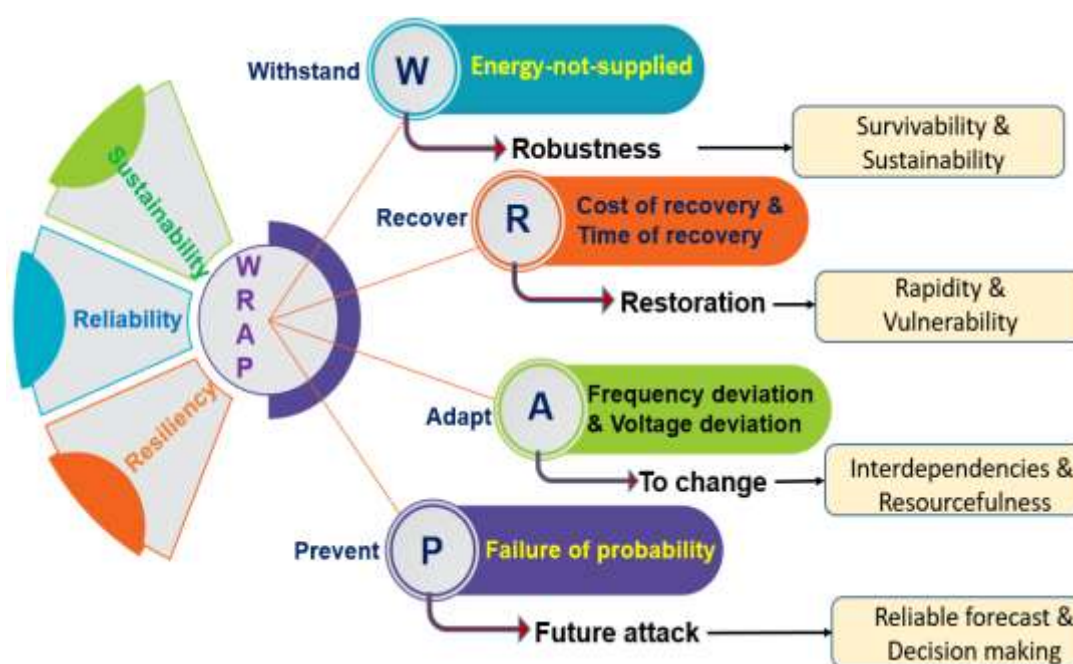 Sustainability
Reliability
Resiliency
W
R
A
P
Withstand
W
Energy-not-supplied
Robustness
Survivability &
Sustainability
Recover
R
Cost of recovery &
Time of recovery
Restoration
Rapidity &
Vulnerability
Adapt
A
Frequency deviation
& Voltage deviation
To change
Interdependencies &
Resourcefulness
Prevent
P
Failure of probability
Future attack
Reliable forecast &
Decision making